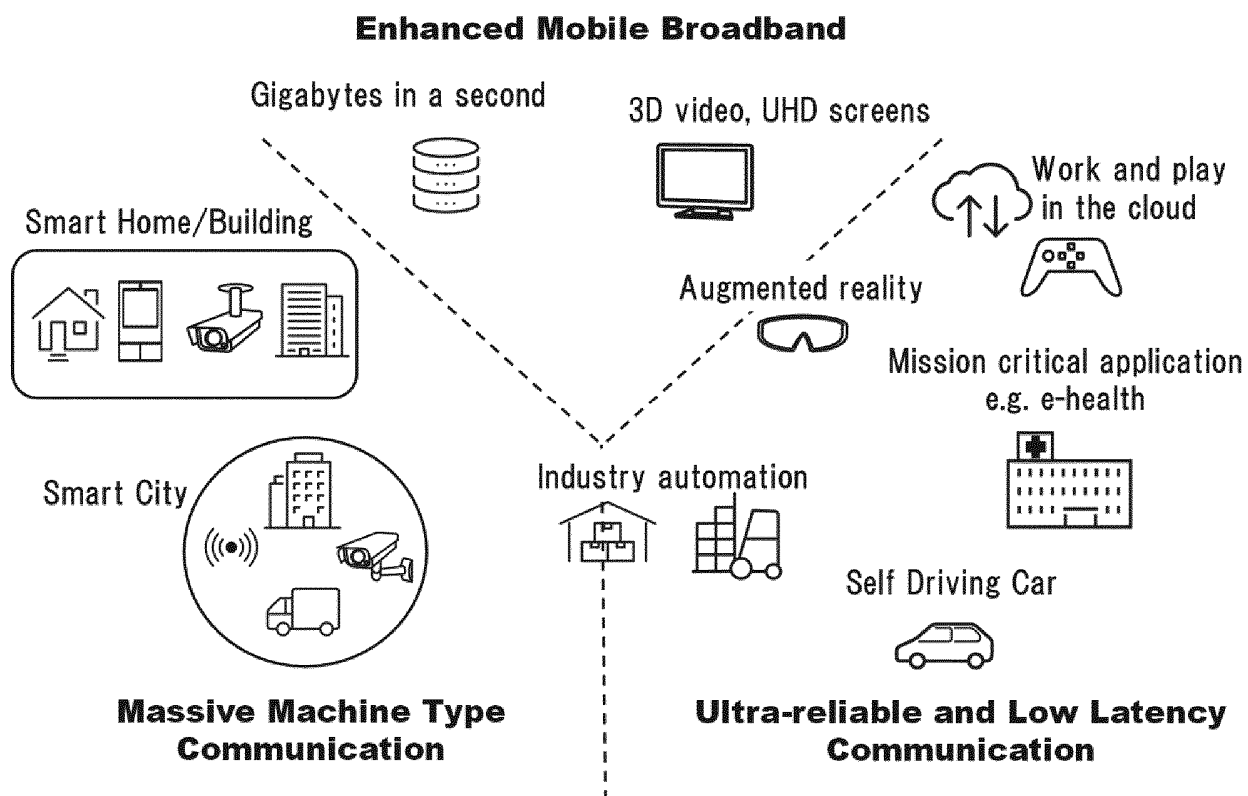 Enhanced Mobile Broadband
Gigabytes in a second
3D video, UHD screens
Work and play
in the cloud
Smart Home/Building
Augmented reality
Mission critical application
e.g. e-health
Smart City
Industry automation
Self Driving Car
Massive Machine Type
Communication
Ultra-reliable and Low Latency
Communication